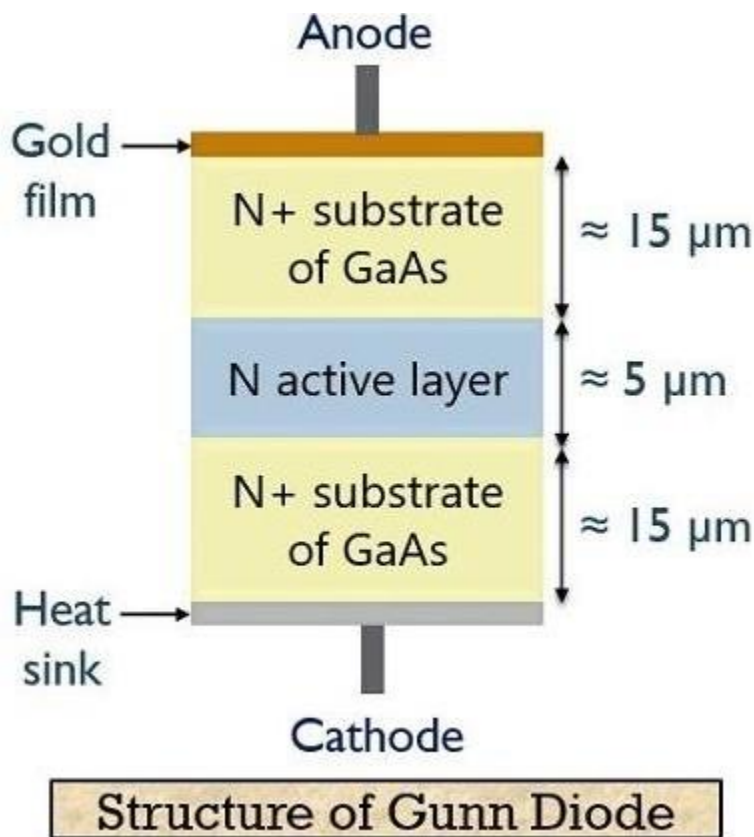 Anode
Gold
film
N+ substrate
of GaAs
≈ 15 μm
N active layer
≈ 5 μm
N+ substrate
of GaAs
≈ 15 μm
Heat
sink
Cathode
Structure of Gunn Diode